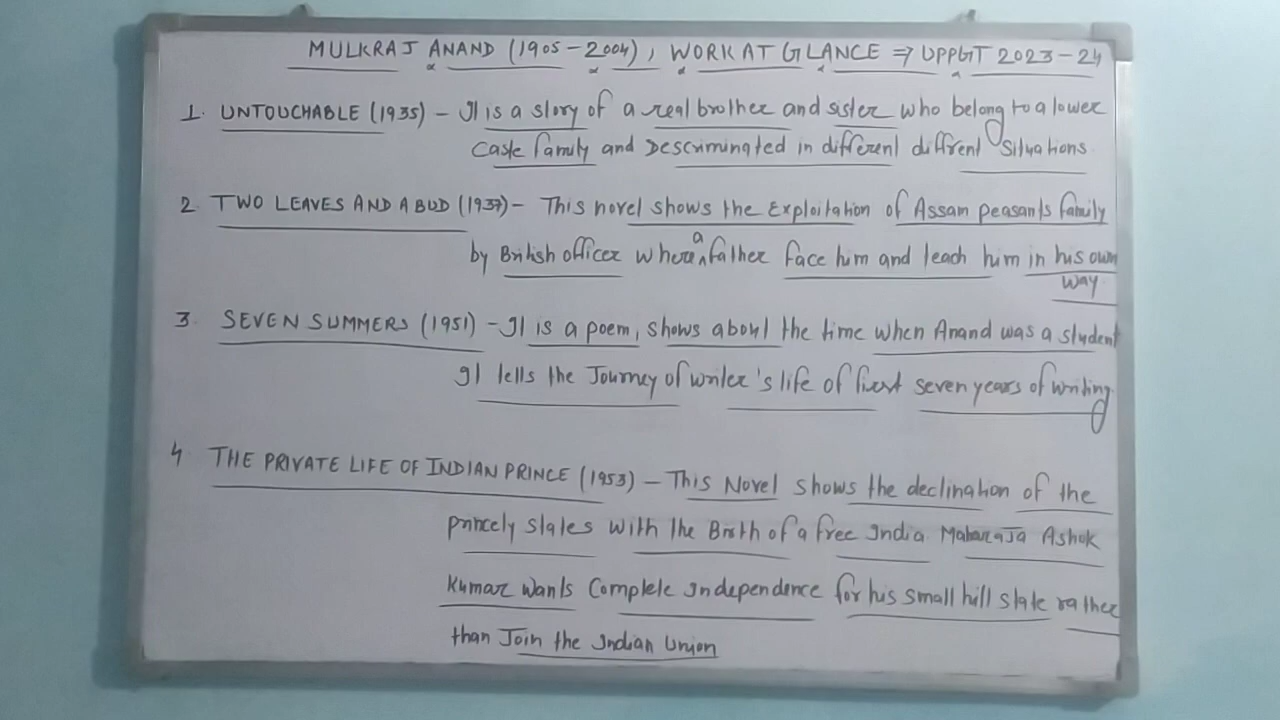 MULKRAJ ANAND (1905-2004), WORK AT GLANCE ⇒ UPPGT 2023-24
1. UNTOUCHABLE (1935) - It is a story of a real brother and sister who belong to a lower
caste family and Descriminated in different diffrent Situations.
2. TWO LEAVES AND A BUD (1937) - This novel shows the Exploitation of Assam peasants family
by British officer where a father face him and teach him in his own
way.
3. SEVEN SUMMERS (1951) - It is a poem, shows about the time when Anand was a student
It tells the Journey of writer's life of first seven years of writing.
4 THE PRIVATE LIFE OF INDIAN PRINCE (1953) - This Novel shows the declination of the
princely states with the Broth of a free India Maharaja Ashok
Kumar wants Complete Independence for his small hill state rather
than Join the Indian Union